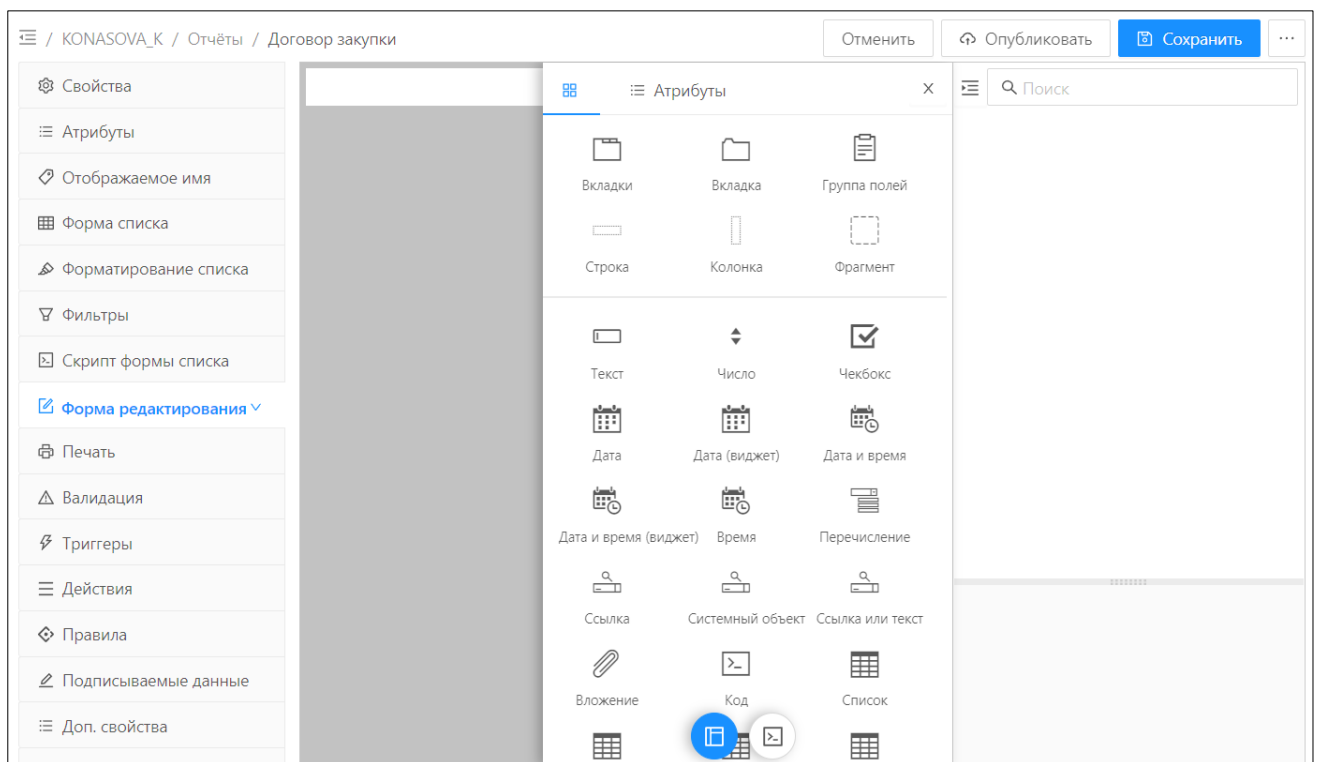 / KONASOVA_K / Отчёты / Договор закупки
Отменить
Опубликовать
Сохранить
...
Свойства
Атрибуты
Отображаемое имя
Форма списка
Форматирование списка
Фильтры
Скрипт формы списка
Форма редактирования
Печать
Валидация
Триггеры
Действия
Правила
Подписываемые данные
Доп. свойства
Атрибуты
X
Вкладки Вкладка Группа полей
Строка Колонка Фрагмент
Текст Число Чекбокс
Дата Дата (виджет) Дата и время
Дата и время (виджет) Время Перечисление
Ссылка Системный объект Ссылка или текст
Вложение Код Список
Поиск